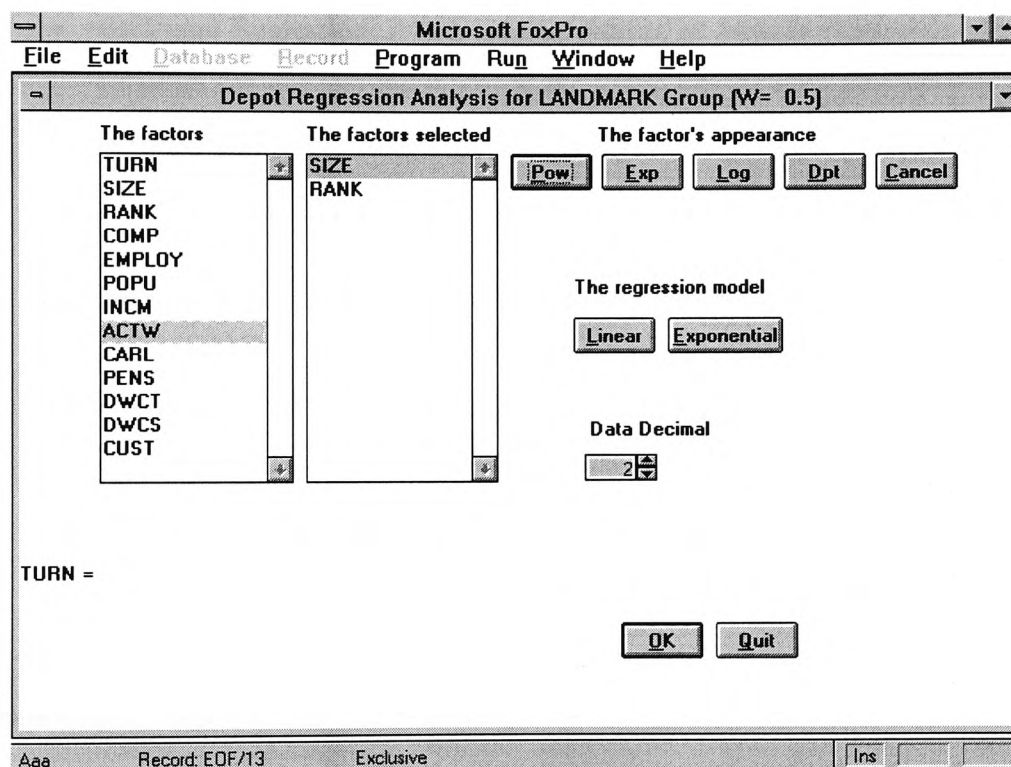 Microsoft FoxPro
File Edit Database Record Program Run Window Help
Depot Regression Analysis for LANDMARK Group (W= 0.5)
The factors
TURN
SIZE
RANK
COMP
EMPLOY
POPU
INCM
ACTW
CARL
PENS
DWCT
DWCS
CUST
The factors selected
SIZE
RANK
The factor's appearance
Pow Exp Log Dpt Cancel
The regression model
Linear Exponential
Data Decimal
2
TURN =
OK Quit
Aaa Record: EOF/13 Exclusive Ins